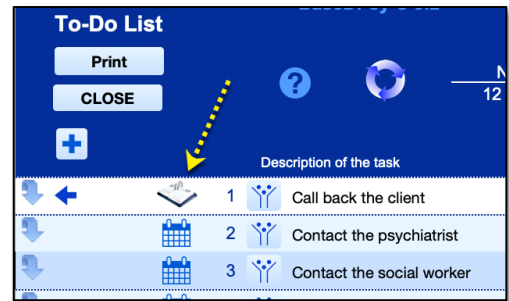 To-Do List
Print
CLOSE
?
N
12
+
Description of the task
1 Call back the client
2 Contact the psychiatrist
3 Contact the social worker